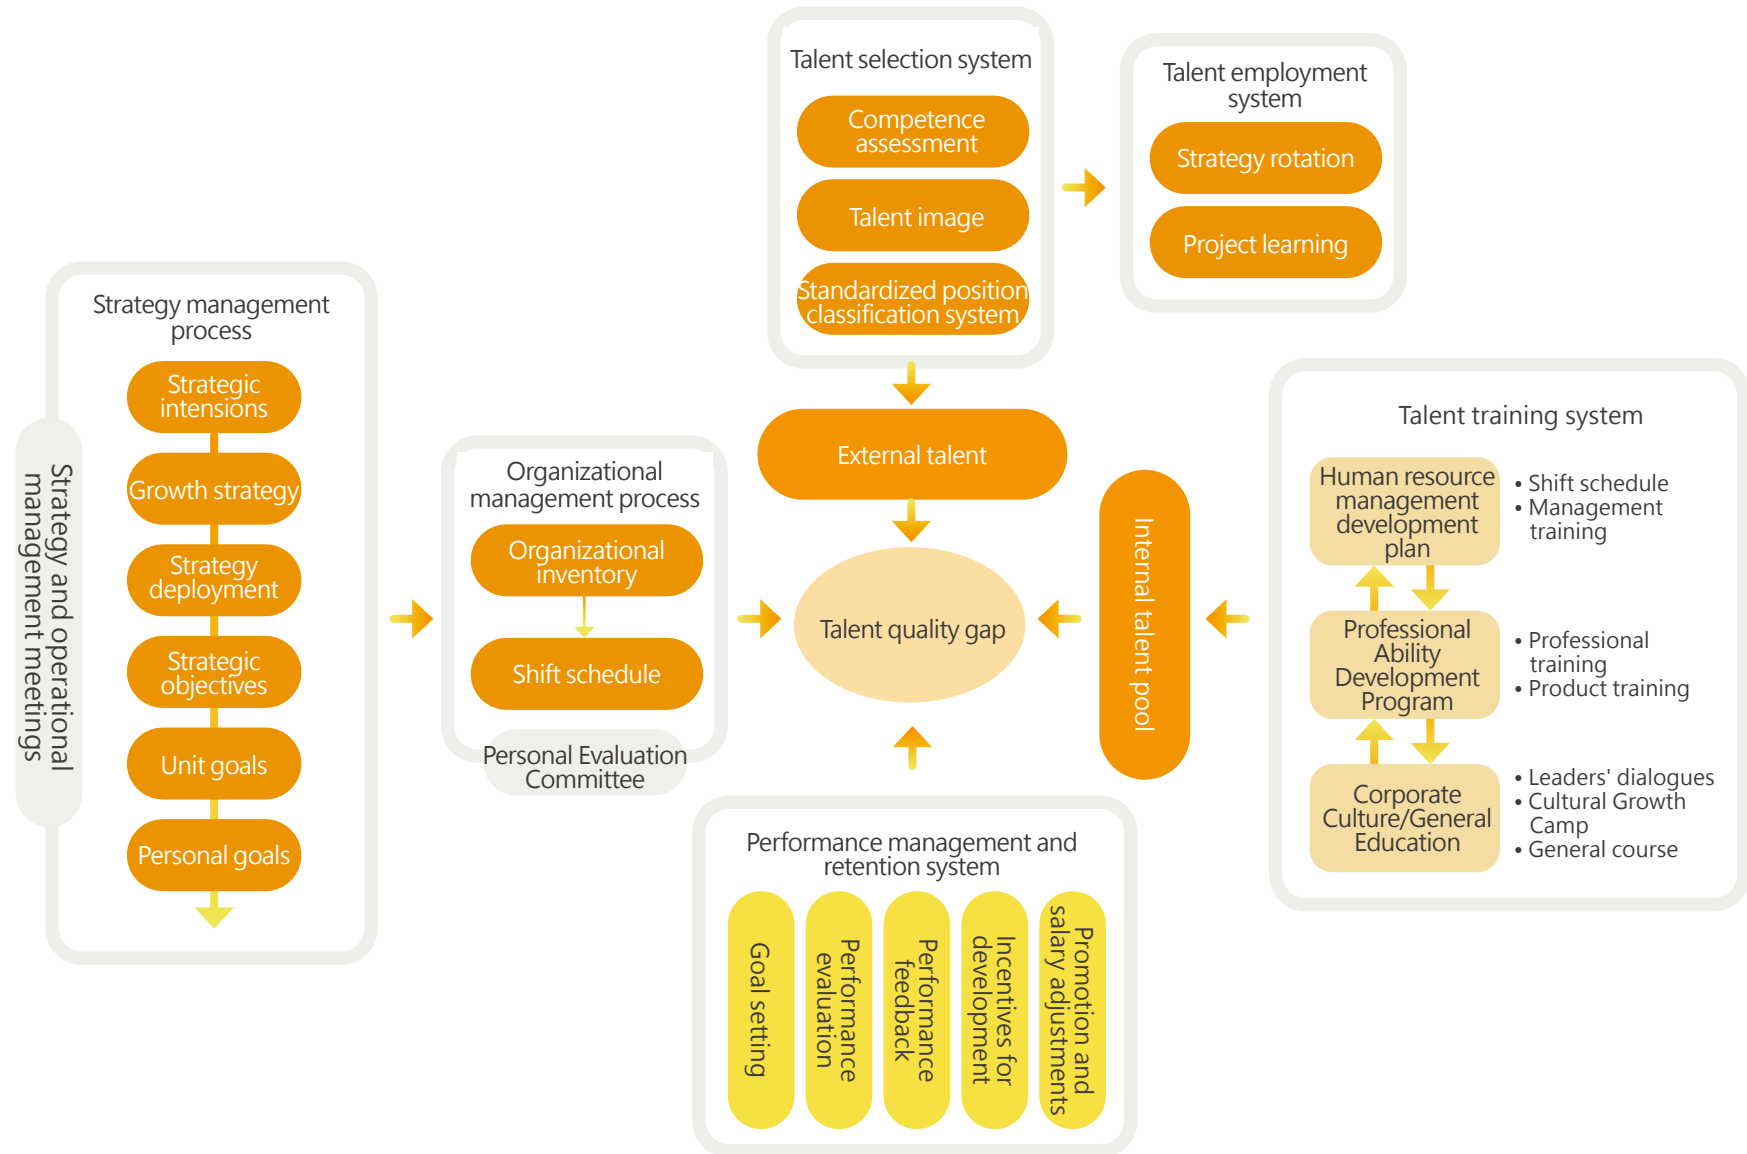 Strategy and operational
management meetings
Strategy management
process
Strategic
intensions
Growth strategy
Strategy
deployment
Strategic
objectives
Unit goals
Personal goals
Organizational
management process
Organizational
inventory
Shift schedule
Personal Evaluation
Committee
Talent selection system
Competence
assessment
Talent image
Standardized position
classification system
Talent employment
system
Strategy rotation
Project learning
External talent
Talent quality gap
Internal talent pool
Talent training system
Human resource
management
development
plan
• Shift schedule
• Management
training
Professional
Ability
Development
Program
• Professional
training
• Product training
Corporate
Culture/General
Education
• Leaders' dialogues
• Cultural Growth
Camp
• General course
Performance management and
retention system
Goal setting
Performance
evaluation
Performance
feedback
Incentives for
development
Promotion and
salary adjustments